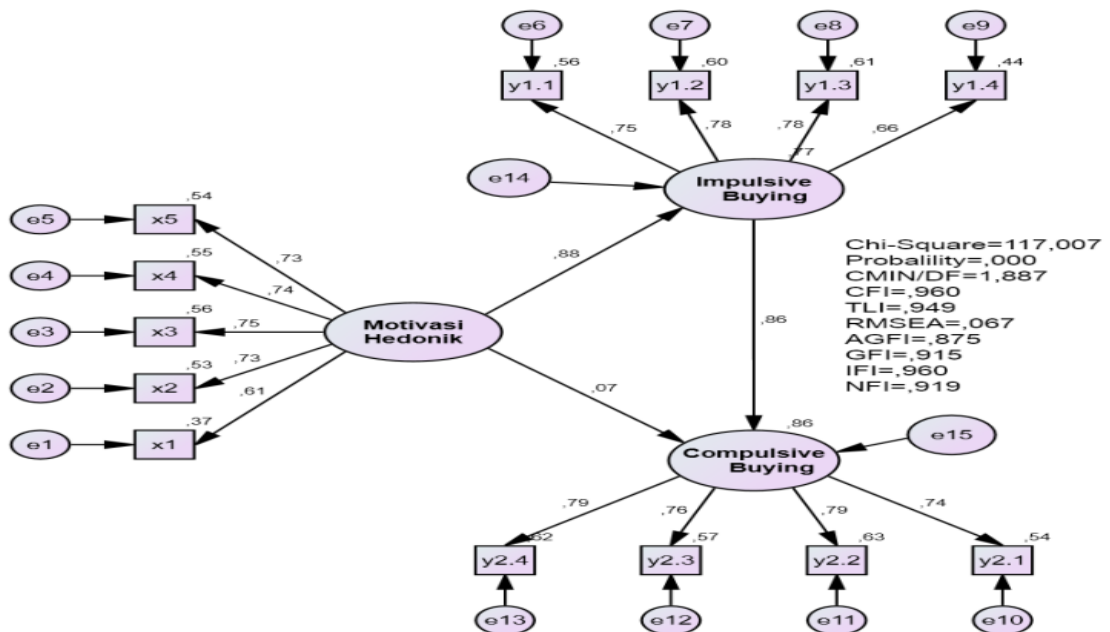 e6 e7 e8 e9
,56 ,60 ,61 ,44
y1.1 y1.2 y1.3 y1.4
,75 ,78 ,78 ,66
,77
e14
Impulsive
Buying
,54
e5 x5
,73
,55
e4 x4
,74
,88
,56
e3 x3
,75
Motivasi
Hedonik
,53
e2 x2
,73
,07
,37
e1 x1
,61
,86
Chi-Square=117,007
Probalility=,000
CMIN/DF=1,887
CFI=,960
TLI=,949
RMSEA=,067
AGFI=,875
GFI=,915
IFI=,960
NFI=,919
,86
e15
Compulsive
Buying
,79 ,76 ,79 ,74
,62 ,57 ,63 ,54
y2.4 y2.3 y2.2 y2.1
e13 e12 e11 e10